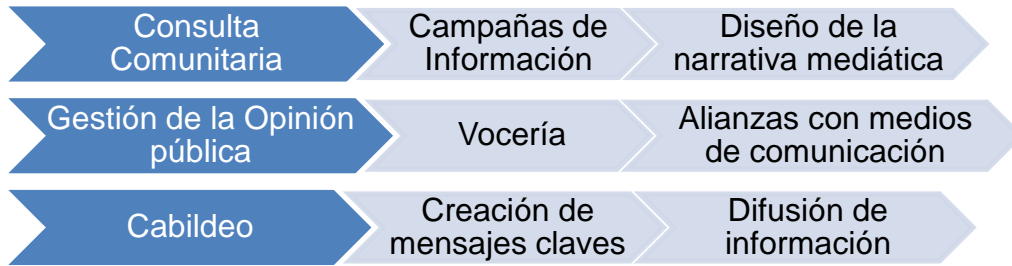 Consulta
Comunitaria
Campañas de
Información
Diseño de la
narrativa mediática
Gestión de la Opinión
pública
Vocería
Alianzas con medios
de comunicación
Cabildeo
Creación de
mensajes claves
Difusión de
información